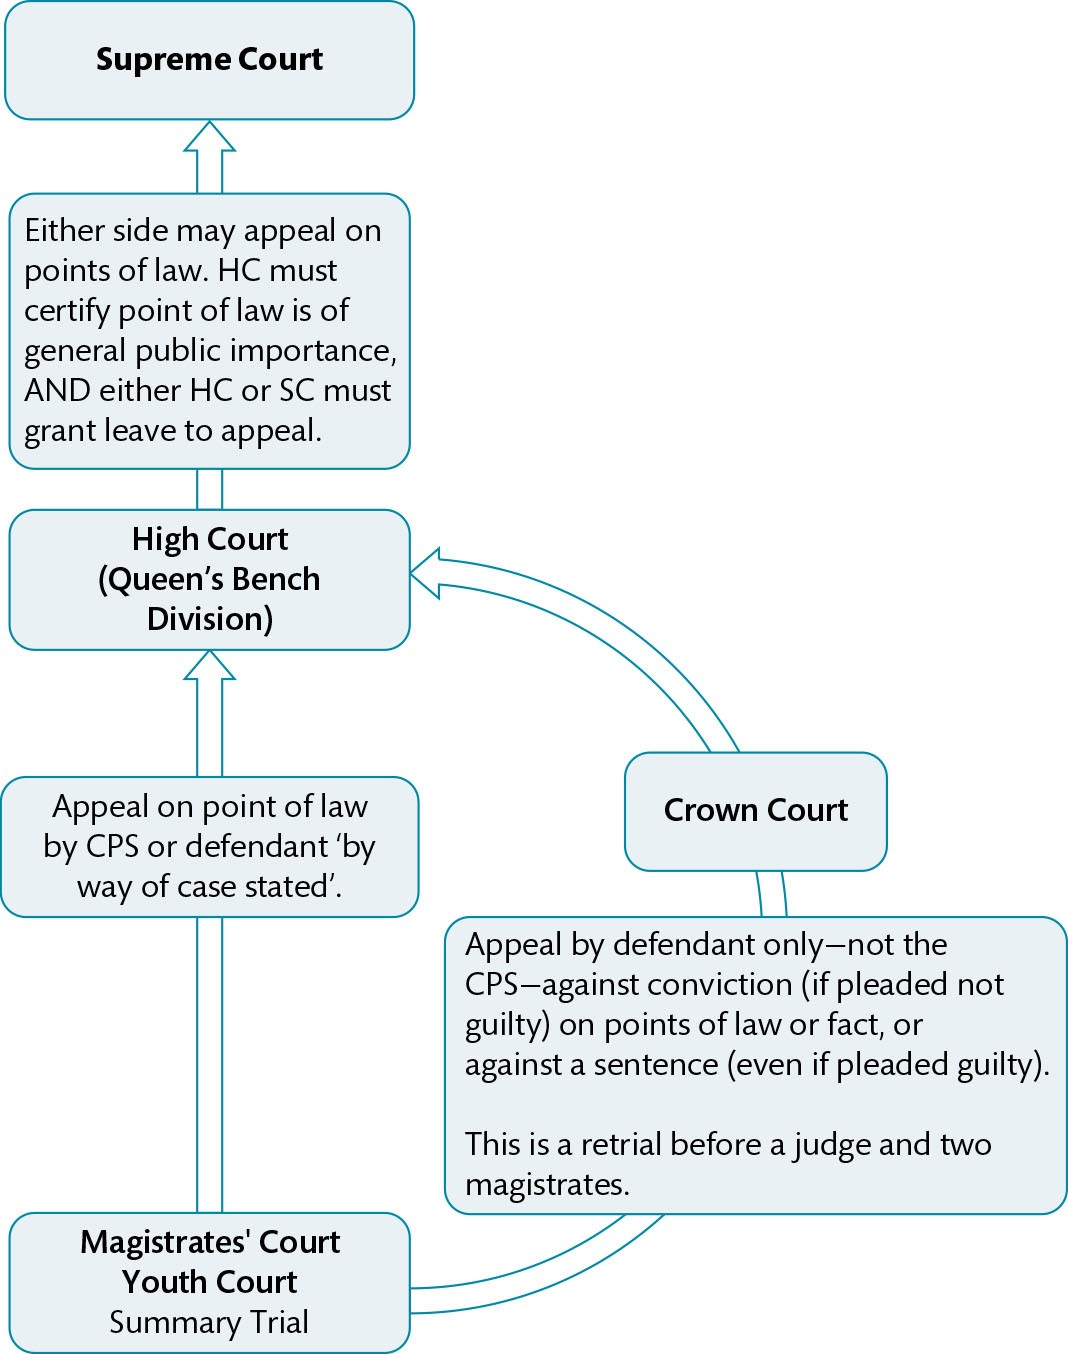 Supreme Court
Either side may appeal on
points of law. HC must
certify point of law is of
general public importance,
AND either HC or SC must
grant leave to appeal.
High Court
(Queen’s Bench
Division)
Crown Court
Appeal on point of law
by CPS or defendant ‘by
way of case stated’.
Appeal by defendant only—not the
CPS—against conviction (if pleaded not
guilty) on points of law or fact, or
against a sentence (even if pleaded guilty).
This is a retrial before a judge and two
magistrates.
Magistrates' Court
Youth Court
Summary Trial